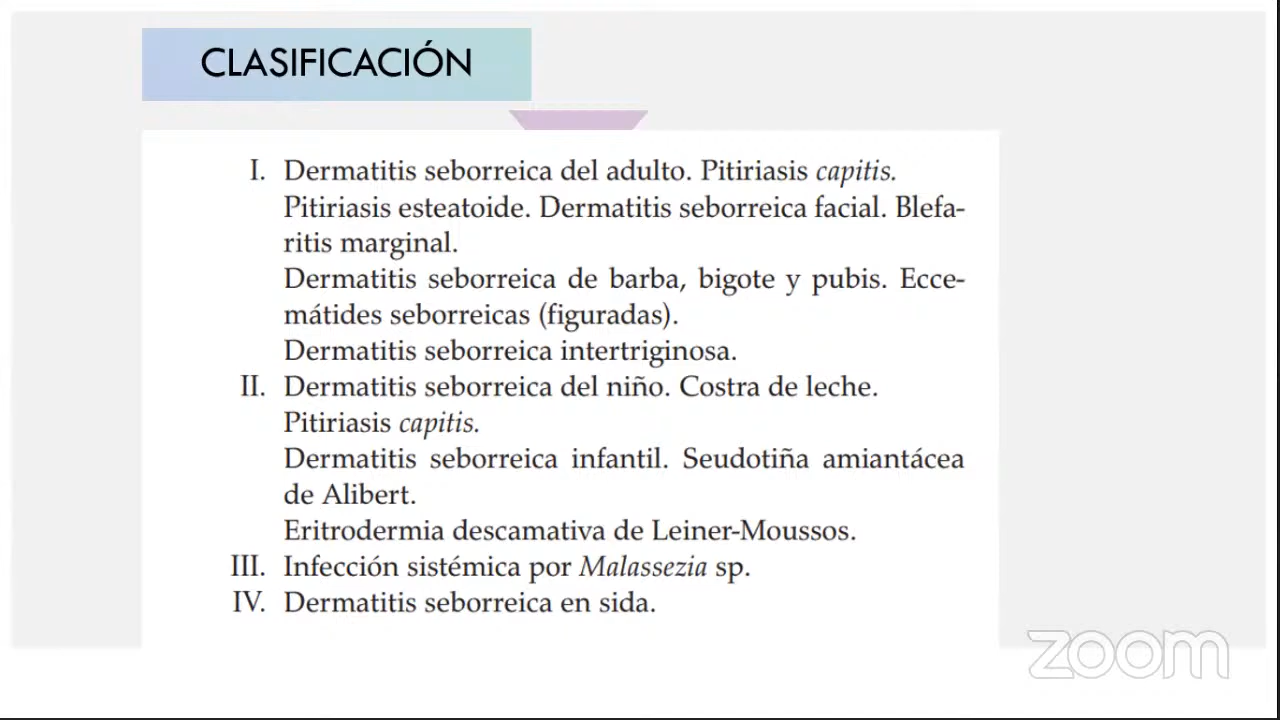 CLASIFICACIÓN
I. Dermatitis seborreica del adulto. Pitiriasis capitis.
Pitiriasis esteatoide. Dermatitis seborreica facial. Blefa-
ritis marginal.
Dermatitis seborreica de barba, bigote y pubis. Ecce-
mátides seborreicas (figuradas).
Dermatitis seborreica intertriginosa.
II. Dermatitis seborreica del niño. Costra de leche.
Pitiriasis capitis.
Dermatitis seborreica infantil. Seudotiña amiantácea
de Alibert.
Eritrodermia descamativa de Leiner-Moussos.
III. Infección sistémica por Malassezia sp.
IV. Dermatitis seborreica en sida.
zoom